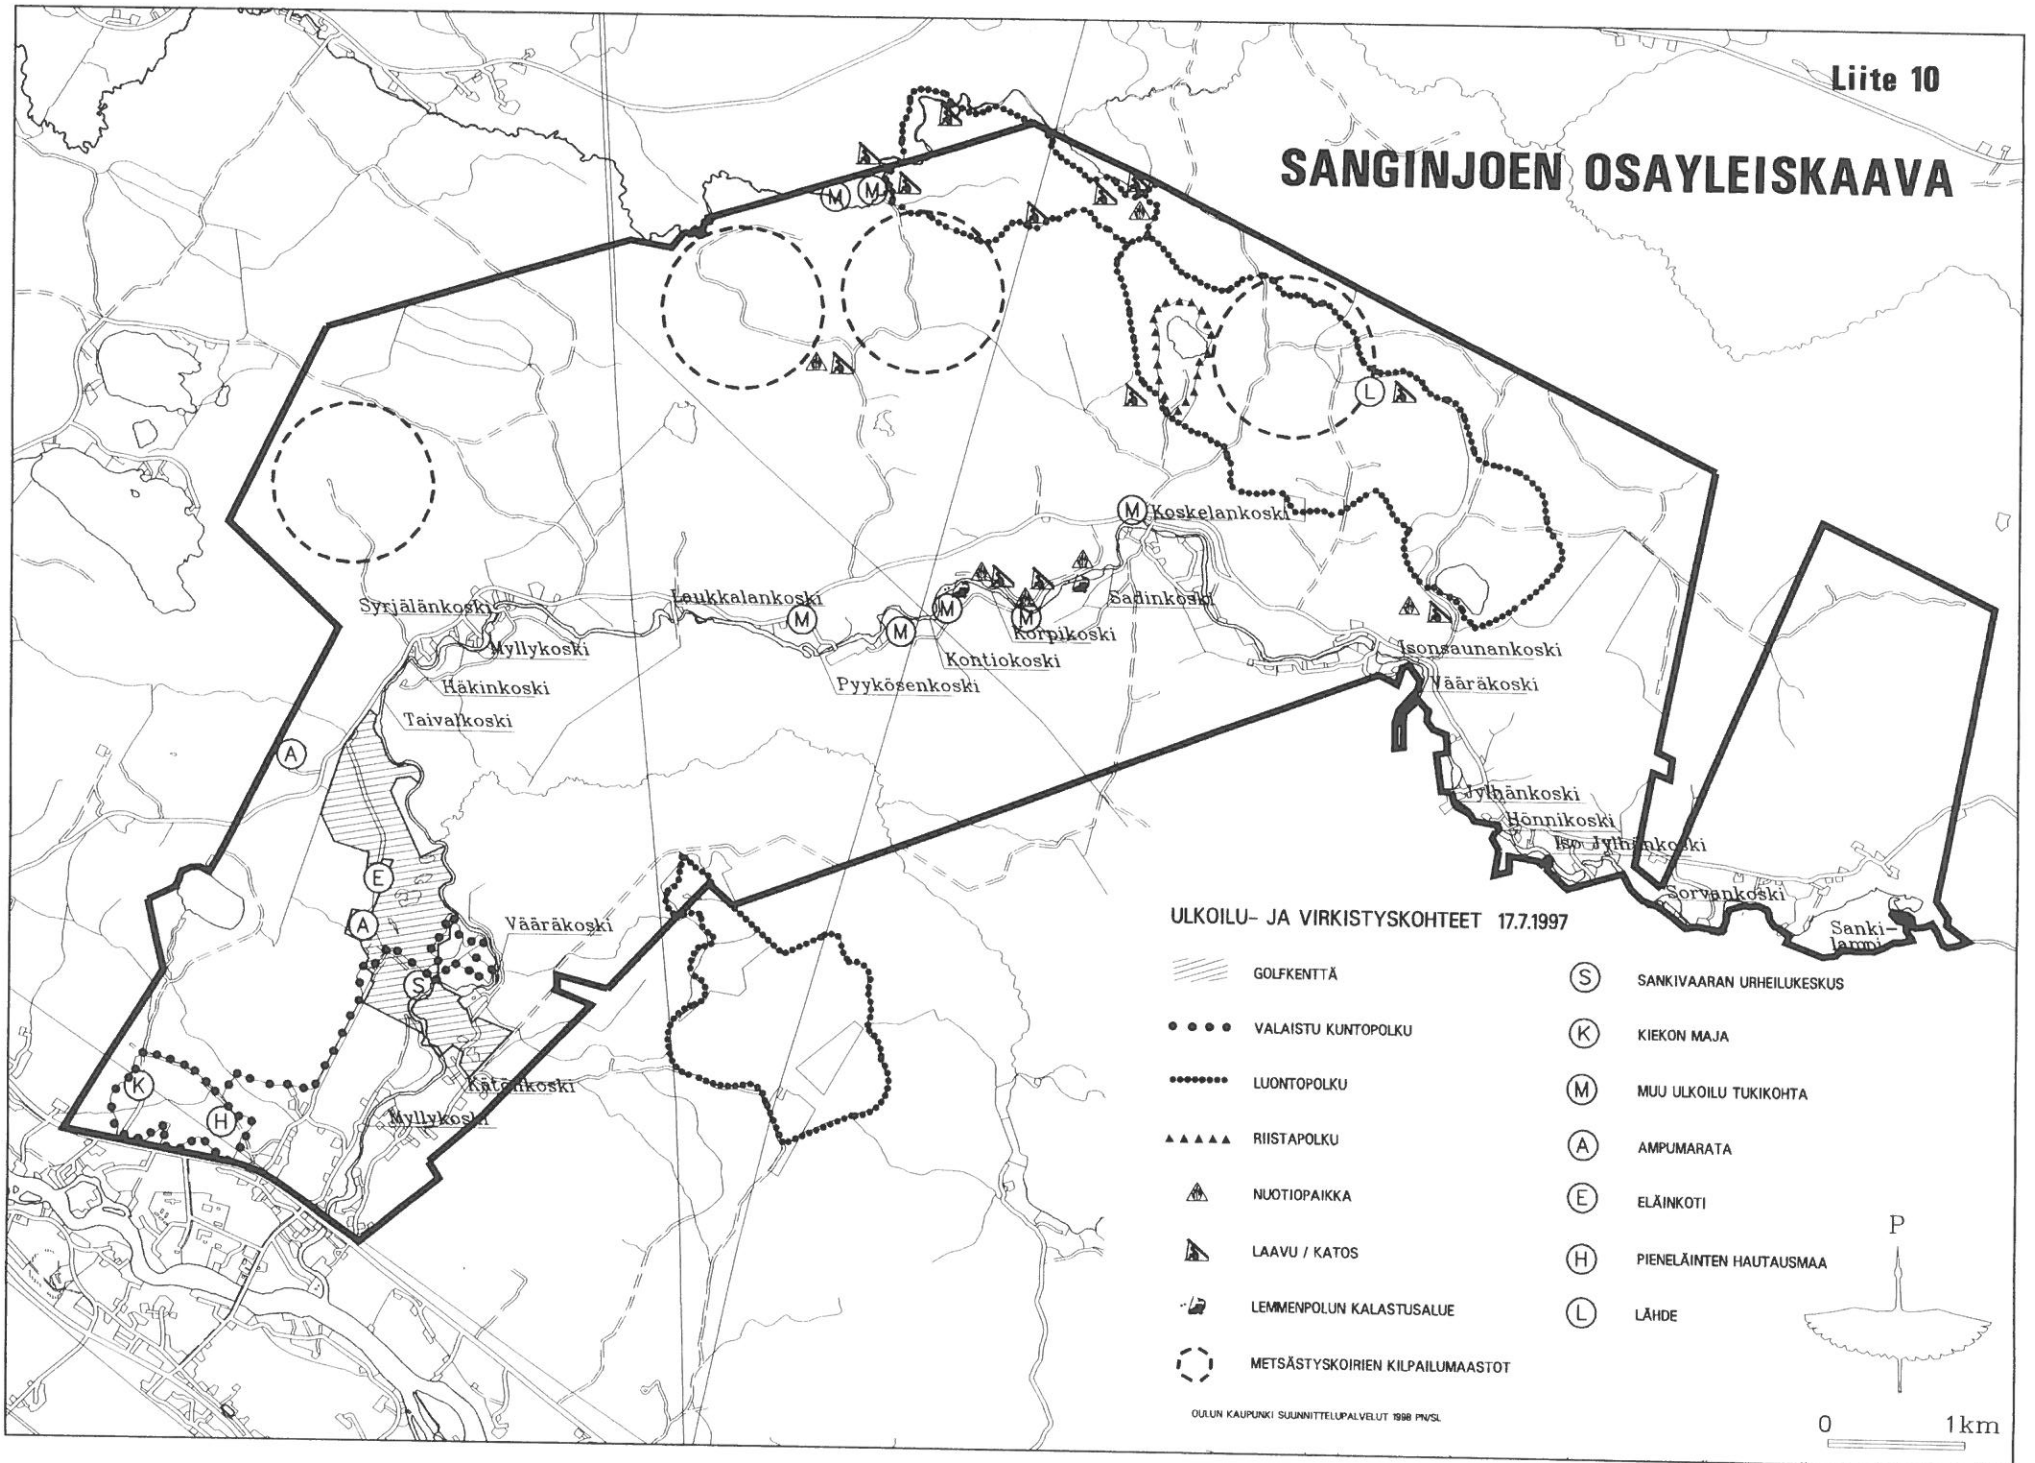 Liite 10
SANGINJOEN OSAYLEISKAAVA
M
M
L
M
Koskelankoski
Syrjälänkoski
Laukkalankoski
M
M
M
M
Sadinkoski
Korpikoski
Myllykoski
Kontiokoski
Isonsaunankoski
Häkinkoski
Pyykösenkoski
Vääräkoski
Taivalkoski
A
Jylhänkoski
Hönnikoski
Iso Jylhänkoski
E
Sorvankoski
A
Vääräkoski
Sanki-
lampi
S
K
H
Kätönkoski
Myllykoski
ULKOILU- JA VIRKISTYSKOHTEET 17.7.1997
GOLFKENTTÄ
VALAISTU KUNTOPOLKU
LUONTOPOLKU
RIISTAPOLKU
NUOTIOPAIKKA
LAAVU / KATOS
LEMMENPOLUN KALASTUSALUE
METSÄSTYSKOIRIEN KILPAILUMAASTOT
S SANKIVAARAN URHEILUKESKUS
K KIEKON MAJA
M MUU ULKOILU TUKIKOHTA
A AMPUMARATA
E ELÄINKOTI
H PIENELÄINTEN HAUTAUSMAA
L LÄHDE
P
0 1km
OULUN KAUPUNKI SUUNNITTELUPALVELUT 1998 PN/SL